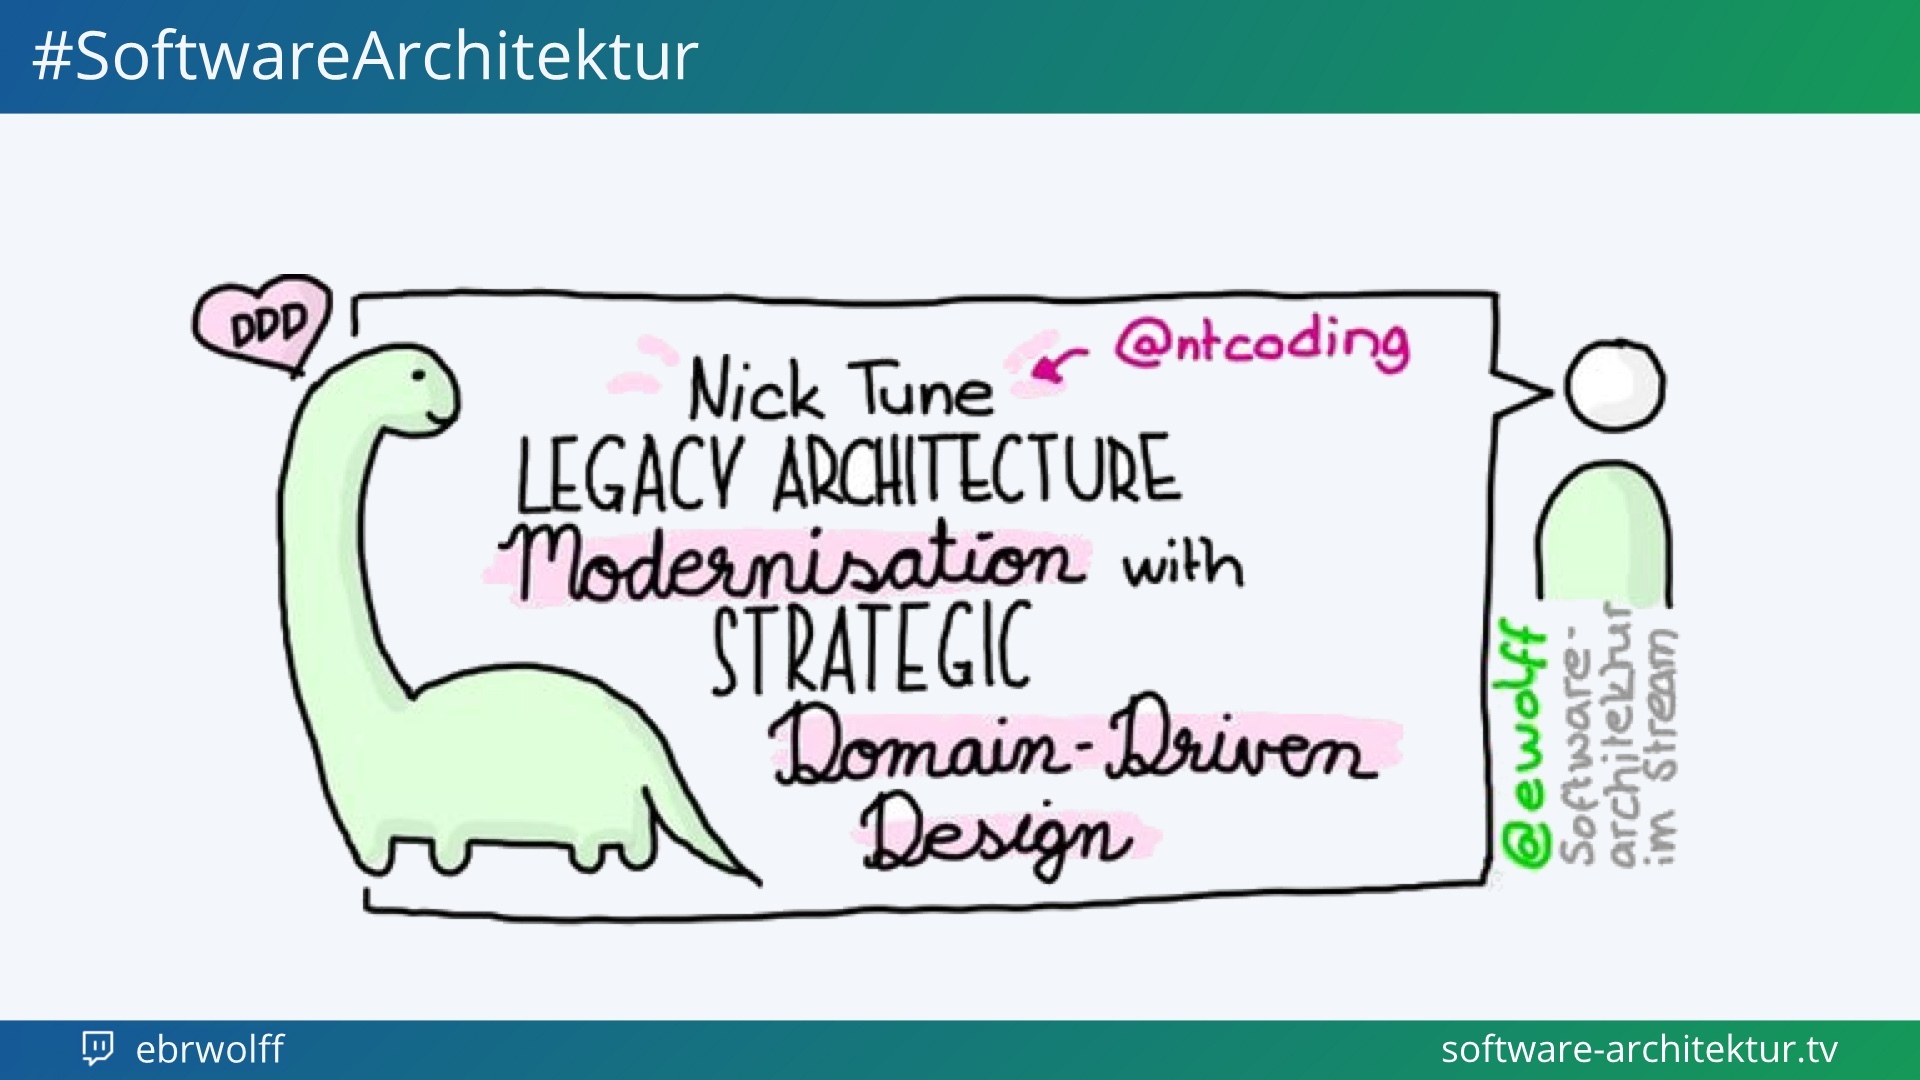 #SoftwareArchitektur
DDD
@ntcoding
Nick Tune
LEGACY ARCHITECTURE
Modernisation with
STRATEGIC
Domain-Driven
Design
@ewolff
Software-
architektur
im Stream
ebrwolff
software-architektur.tv